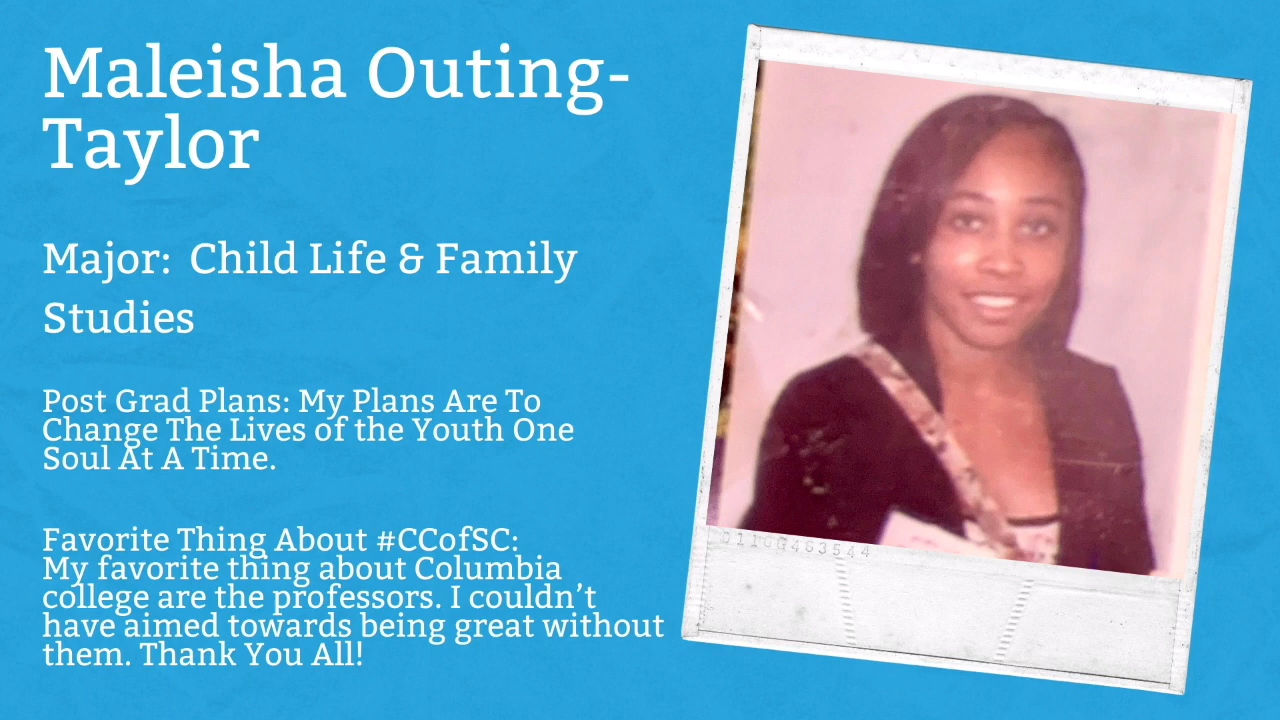 Maleisha Outing-
Taylor
Major: Child Life & Family
Studies
Post Grad Plans: My Plans Are To
Change The Lives of the Youth One
Soul At A Time.
Favorite Thing About #CCofSC:
My favorite thing about Columbia
college are the professors. I couldn’t
have aimed towards being great without
them. Thank You All!